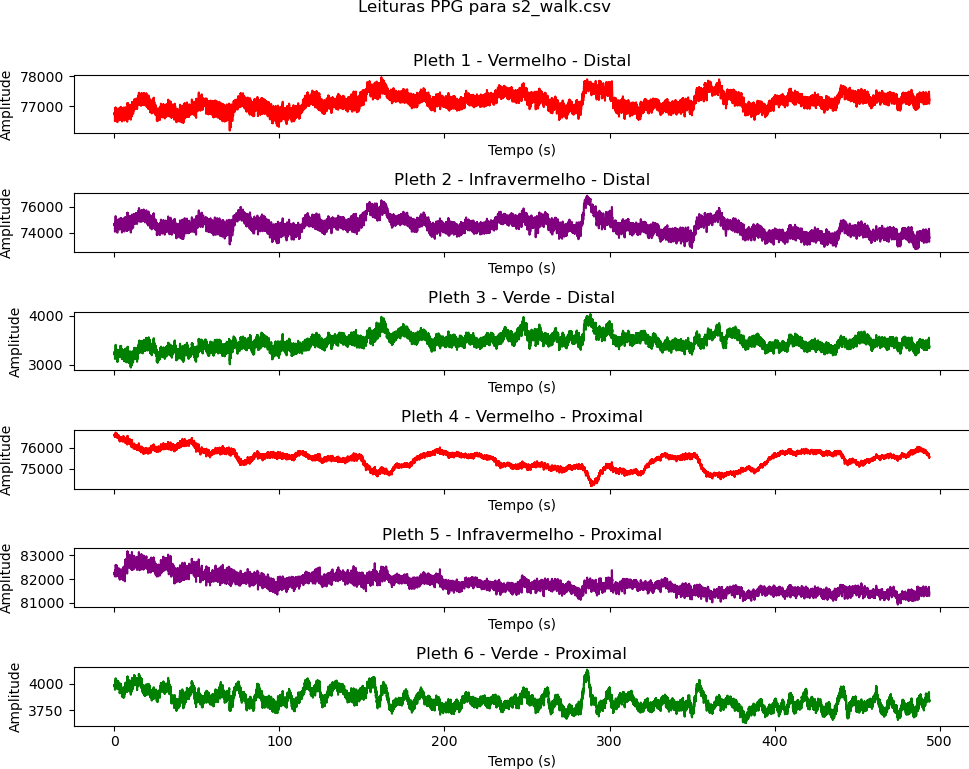 Leituras PPG para s2_walk.csv
Pleth 1 - Vermelho - Distal
Amplitude
78000
77000
Tempo (s)
Pleth 2 - Infravermelho - Distal
Amplitude
76000
74000
Tempo (s)
Pleth 3 - Verde - Distal
Amplitude
4000
3000
Tempo (s)
Pleth 4 - Vermelho - Proximal
Amplitude
76000
75000
Tempo (s)
Pleth 5 - Infravermelho - Proximal
Amplitude
83000
82000
81000
Tempo (s)
Pleth 6 - Verde - Proximal
Amplitude
4000
3750
0 100 200 300 400 500
Tempo (s)